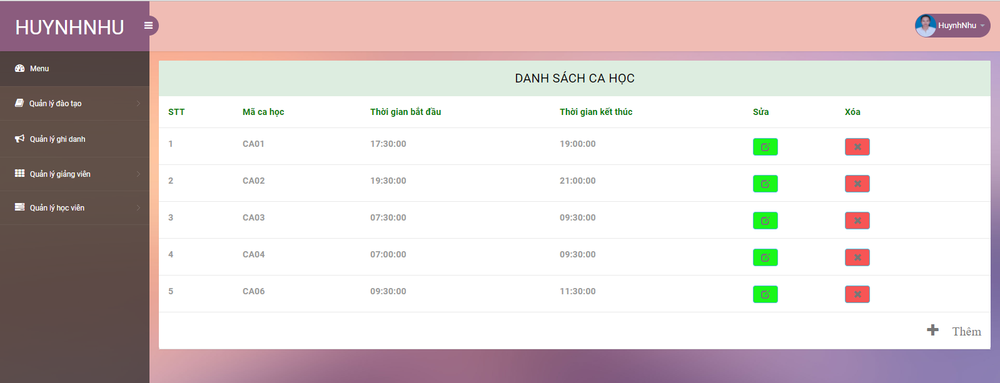 HUYNHNHU
HuynhNhu
Menu
Quản lý đào tạo
Quản lý ghi danh
Quản lý giảng viên
Quản lý học viên
DANH SÁCH CA HỌC
STT Mã ca học Thời gian bắt đầu Thời gian kết thúc Sửa Xóa
1 CA01 17:30:00 19:00:00
2 CA02 19:30:00 21:00:00
3 CA03 07:30:00 09:30:00
4 CA04 07:00:00 09:30:00
5 CA06 09:30:00 11:30:00
Thêm